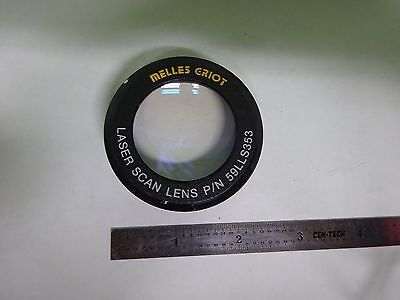 MELLES GRIOT
LASER SCAN LENS P/N 59LLS353
1 2 3 CEN-TECH 4